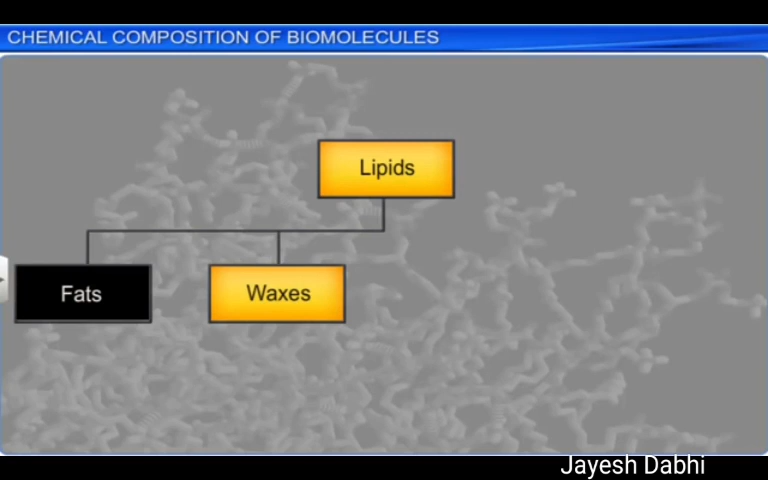 CHEMICAL COMPOSITION OF BIOMOLECULES
Lipids
Fats
Waxes
Jayesh Dabhi